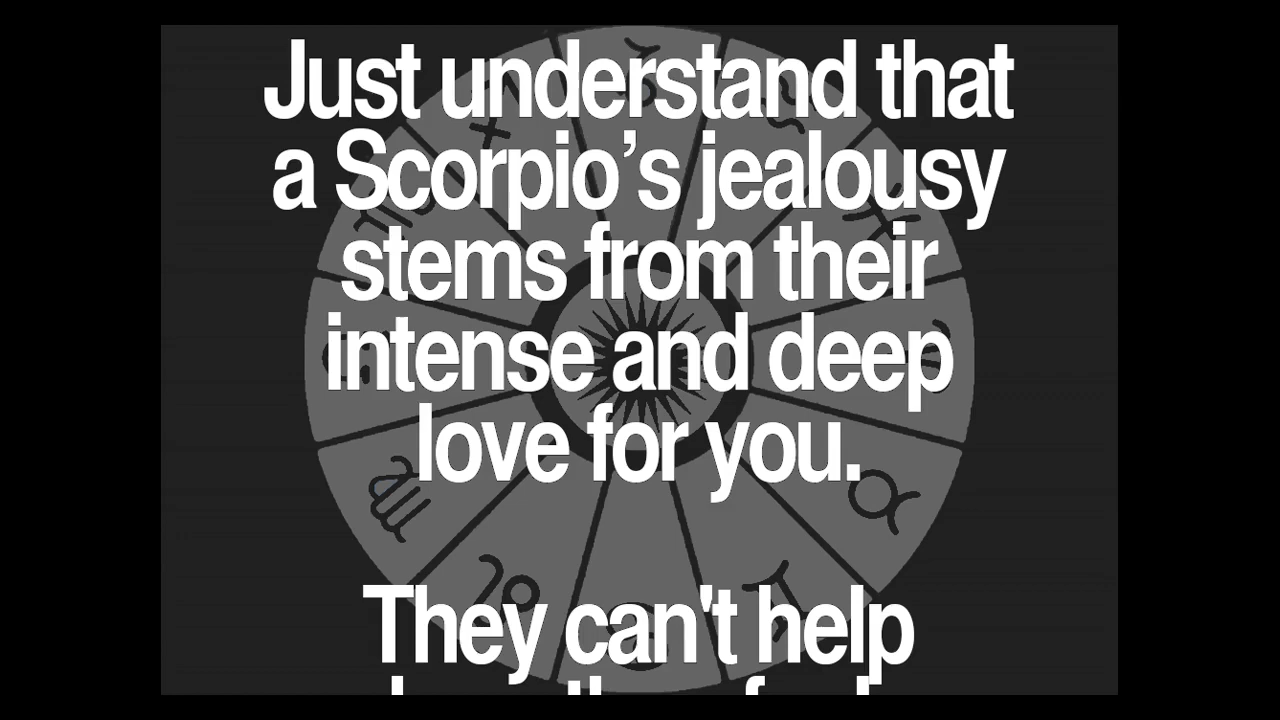 Just understand that
a Scorpio’s jealousy
stems from their
intense and deep
love for you.
They can't help